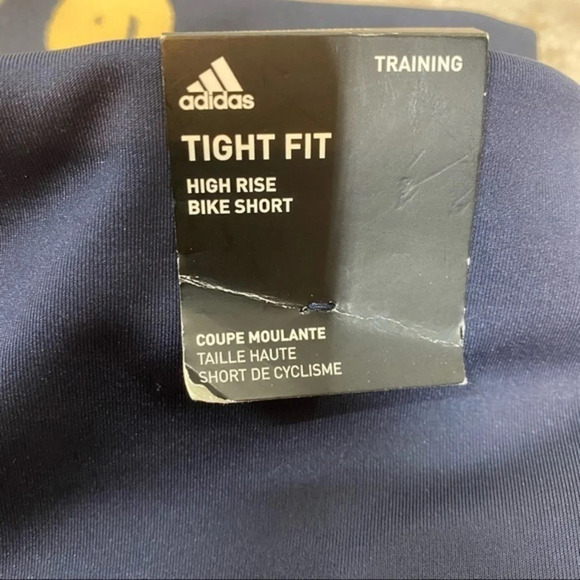 adidas
TRAINING
TIGHT FIT
HIGH RISE
BIKE SHORT
COUPE MOULANTE
TAILLE HAUTE
SHORT DE CYCLISME